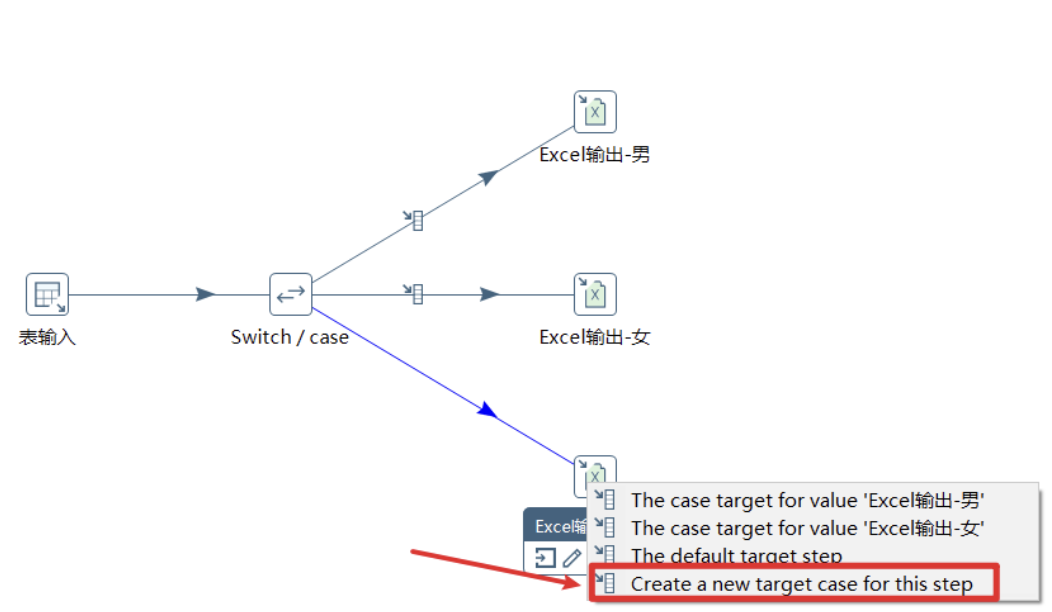 Excel输出-男
表输入
Switch / case
Excel输出-女
Excel输
The case target for value 'Excel输出-男'
The case target for value 'Excel输出-女'
The default target step
Create a new target case for this step